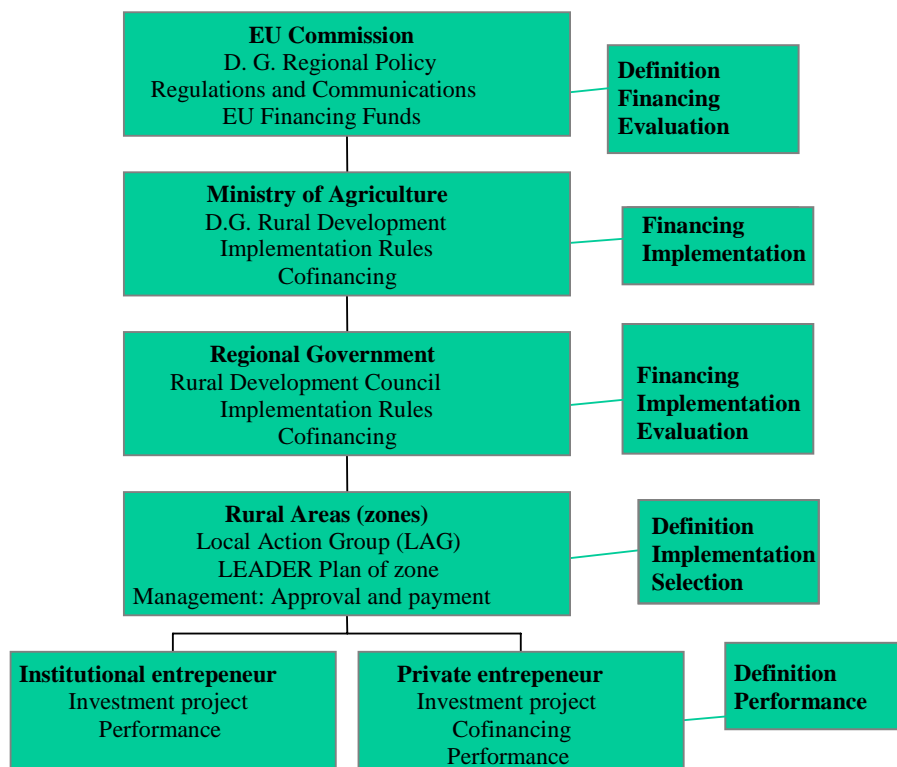 EU Commission
D. G. Regional Policy
Regulations and Communications
EU Financing Funds
Definition
Financing
Evaluation
Ministry of Agriculture
D.G. Rural Development
Implementation Rules
Cofinancing
Financing
Implementation
Regional Government
Rural Development Council
Implementation Rules
Cofinancing
Financing
Implementation
Evaluation
Rural Areas (zones)
Local Action Group (LAG)
LEADER Plan of zone
Management: Approval and payment
Definition
Implementation
Selection
Institutional entrepeneur
Investment project
Performance
Private entrepeneur
Investment project
Cofinancing
Performance
Definition
Performance